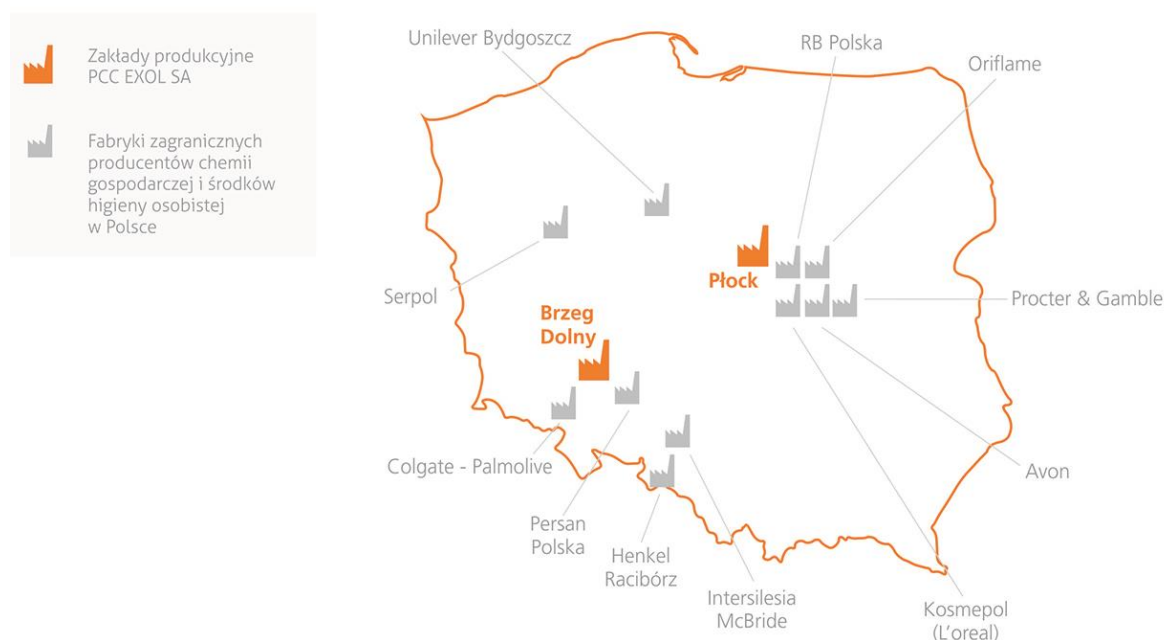 Zakłady produkcyjne
PCC EXOL SA
Fabryki zagranicznych
producentów chemii
gospodarczej i środków
higieny osobistej
w Polsce
Unilever Bydgoszcz
RB Polska
Oriflame
Serpol
Płock
Procter & Gamble
Brzeg
Dolny
Colgate - Palmolive
Avon
Persan
Polska
Henkel
Racibórz
Intersilesia
McBride
Kosmepol
(L'oreal)